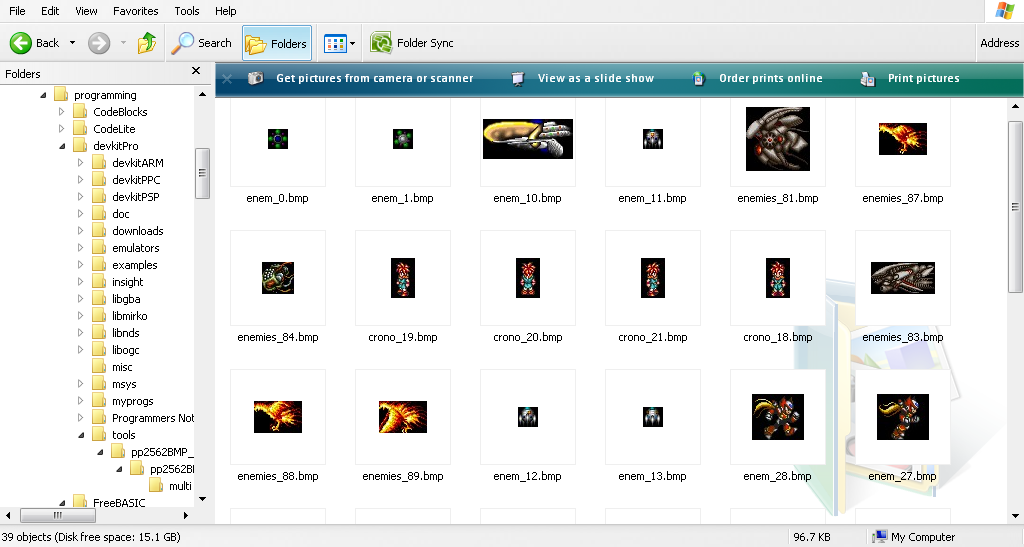 File Edit View Favorites Tools Help
Back Search Folders Folder Sync Address
Folders
Get pictures from camera or scanner View as a slide show Order prints online Print pictures
programming
CodeBlocks
CodeLite
devkitPro
devkitARM
devkitPPC
devkitPSP
doc
downloads
emulators
examples
insight
libgba
libmirko
libnds
libogc
misc
msys
myprogs
Programmers Not
tools
pp2562BMP_
pp2562B
multi
FreeBASIC
enem_0.bmp enem_1.bmp enem_10.bmp enem_11.bmp enemies_81.bmp enemies_87.bmp
enemies_84.bmp crono_19.bmp crono_20.bmp crono_21.bmp crono_18.bmp enemies_83.bmp
enemies_88.bmp enemies_89.bmp enem_12.bmp enem_13.bmp enem_28.bmp enem_27.bmp
39 objects (Disk free space: 15.1 GB) 96.7 KB My Computer